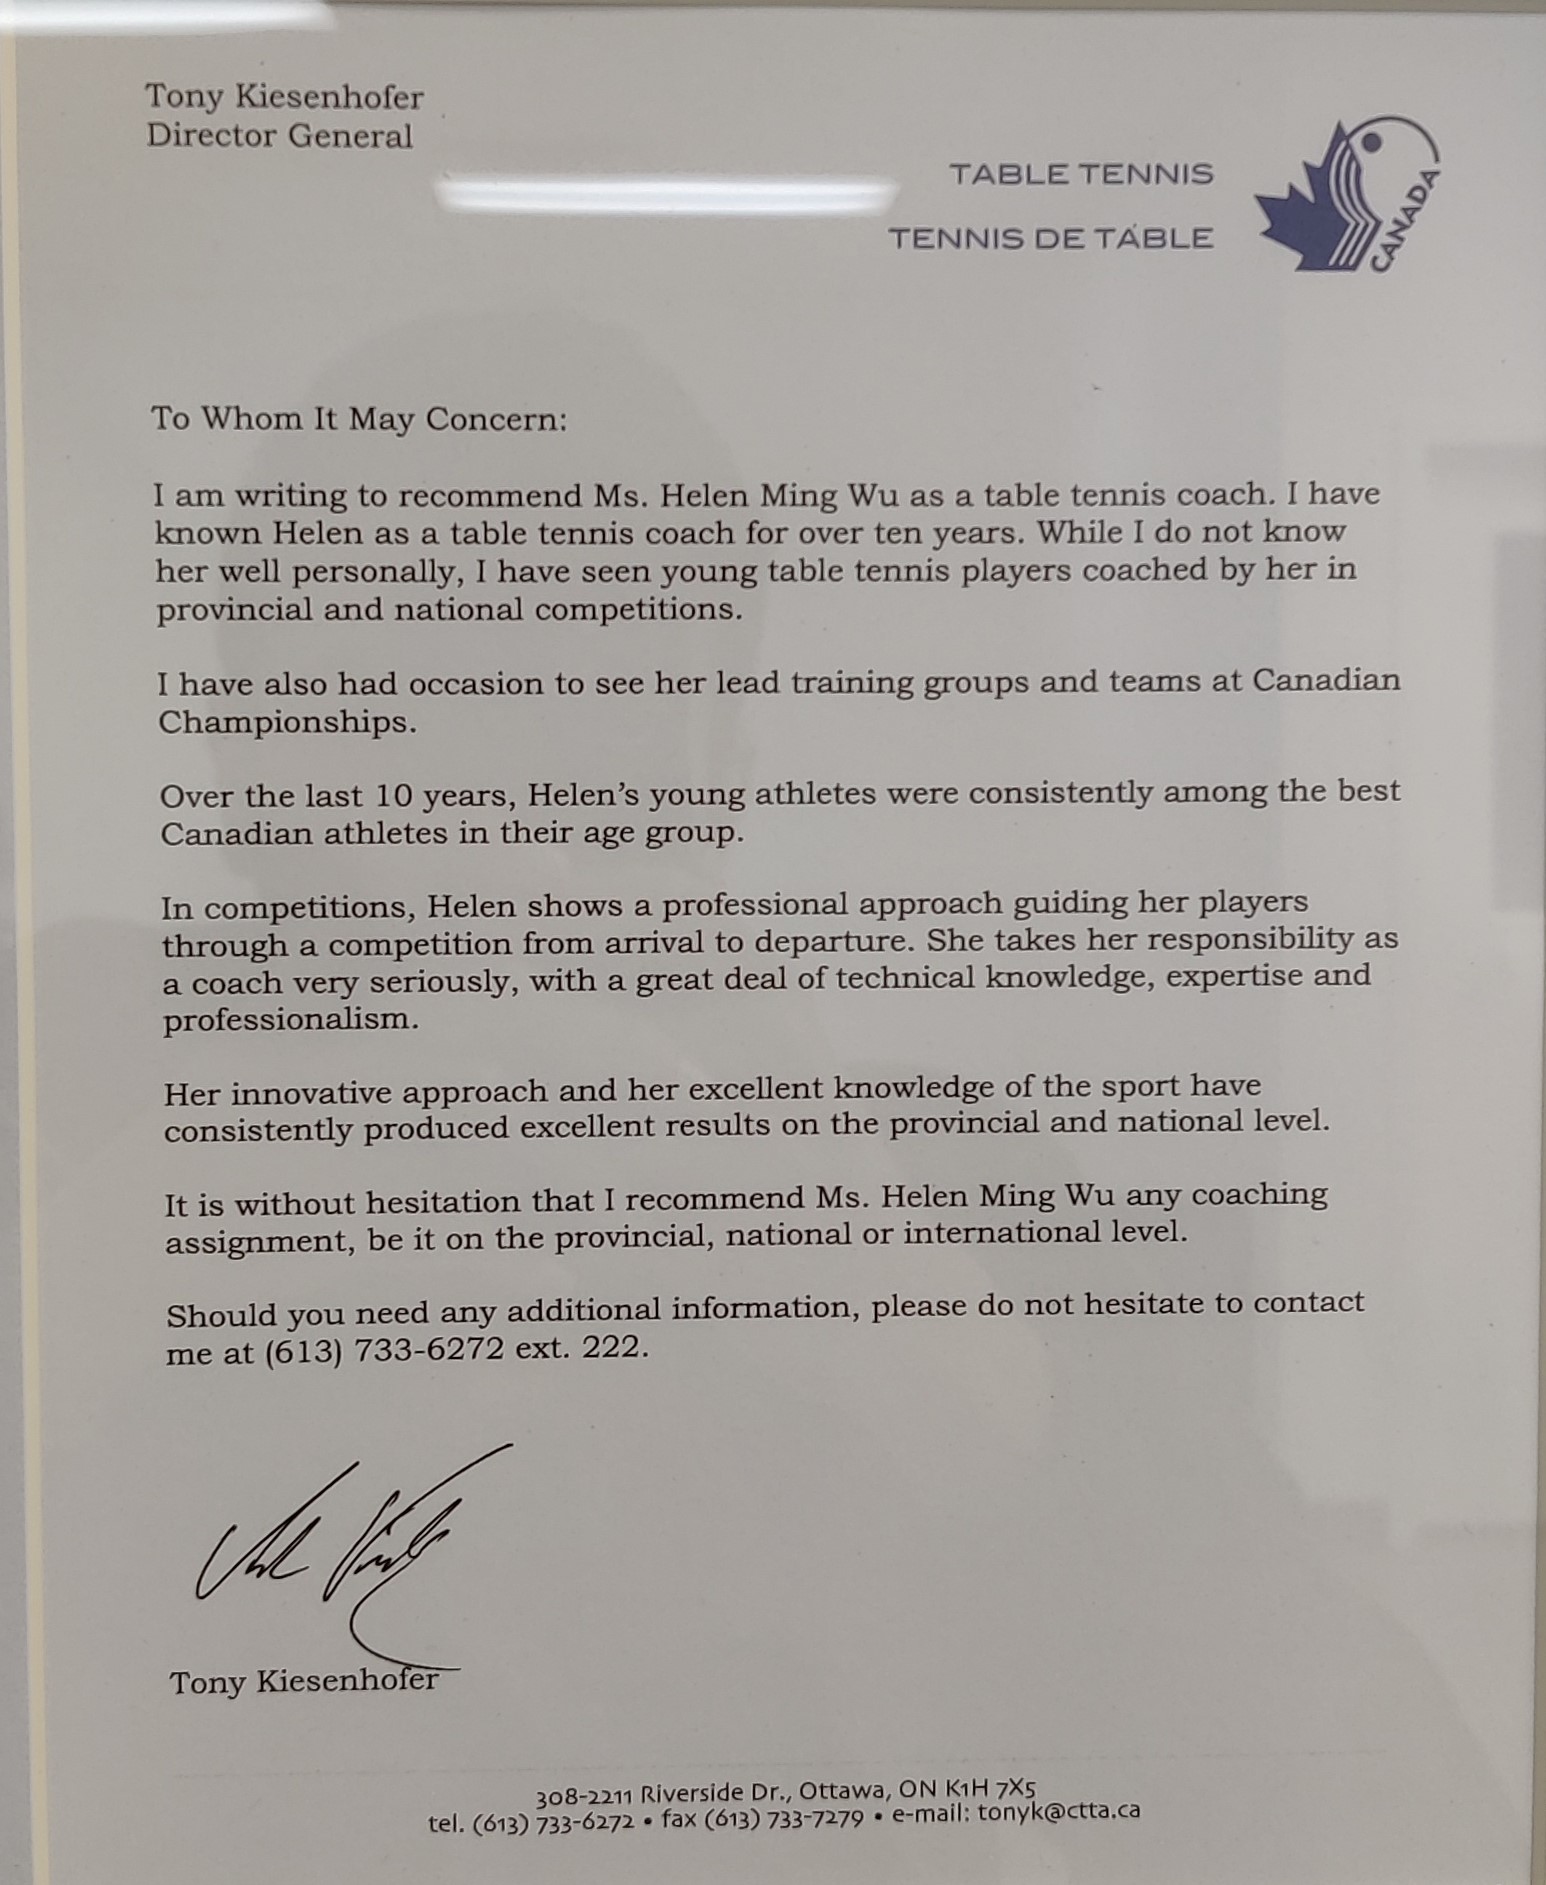 Tony Kiesenhofer
Director General
TABLE TENNIS
TENNIS DE TABLE
CANADA
To Whom It May Concern:
I am writing to recommend Ms. Helen Ming Wu as a table tennis coach. I have
known Helen as a table tennis coach for over ten years. While I do not know
her well personally, I have seen young table tennis players coached by her in
provincial and national competitions.
I have also had occasion to see her lead training groups and teams at Canadian
Championships.
Over the last 10 years, Helen's young athletes were consistently among the best
Canadian athletes in their age group.
In competitions, Helen shows a professional approach guiding her players
through a competition from arrival to departure. She takes her responsibility as
a coach very seriously, with a great deal of technical knowledge, expertise and
professionalism.
Her innovative approach and her excellent knowledge of the sport have
consistently produced excellent results on the provincial and national level.
It is without hesitation that I recommend Ms. Helen Ming Wu any coaching
assignment, be it on the provincial, national or international level.
Should you need any additional information, please do not hesitate to contact
me at (613) 733-6272 ext. 222.
Tony Kiesenhofer
308-2211 Riverside Dr., Ottawa, ON K1H 7X5
tel. (613) 733-6272 • fax (613) 733-7279 • e-mail: tonyk@ctta.ca